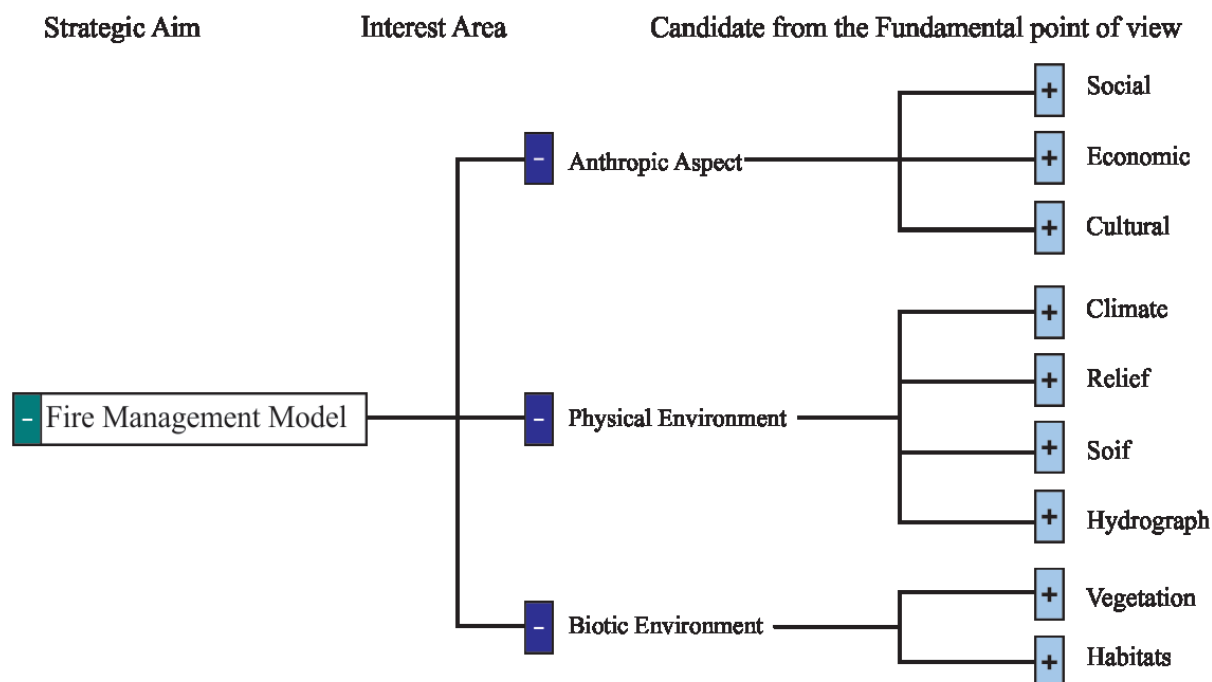 Strategic Aim
Interest Area
Candidate from the Fundamental point of view
+ Social
- Anthropic Aspect
+ Economic
+ Cultural
+ Climate
+ Relief
- Fire Management Model
- Physical Environment
+ Soif
+ Hydrograph
+ Vegetation
- Biotic Environment
+ Habitats